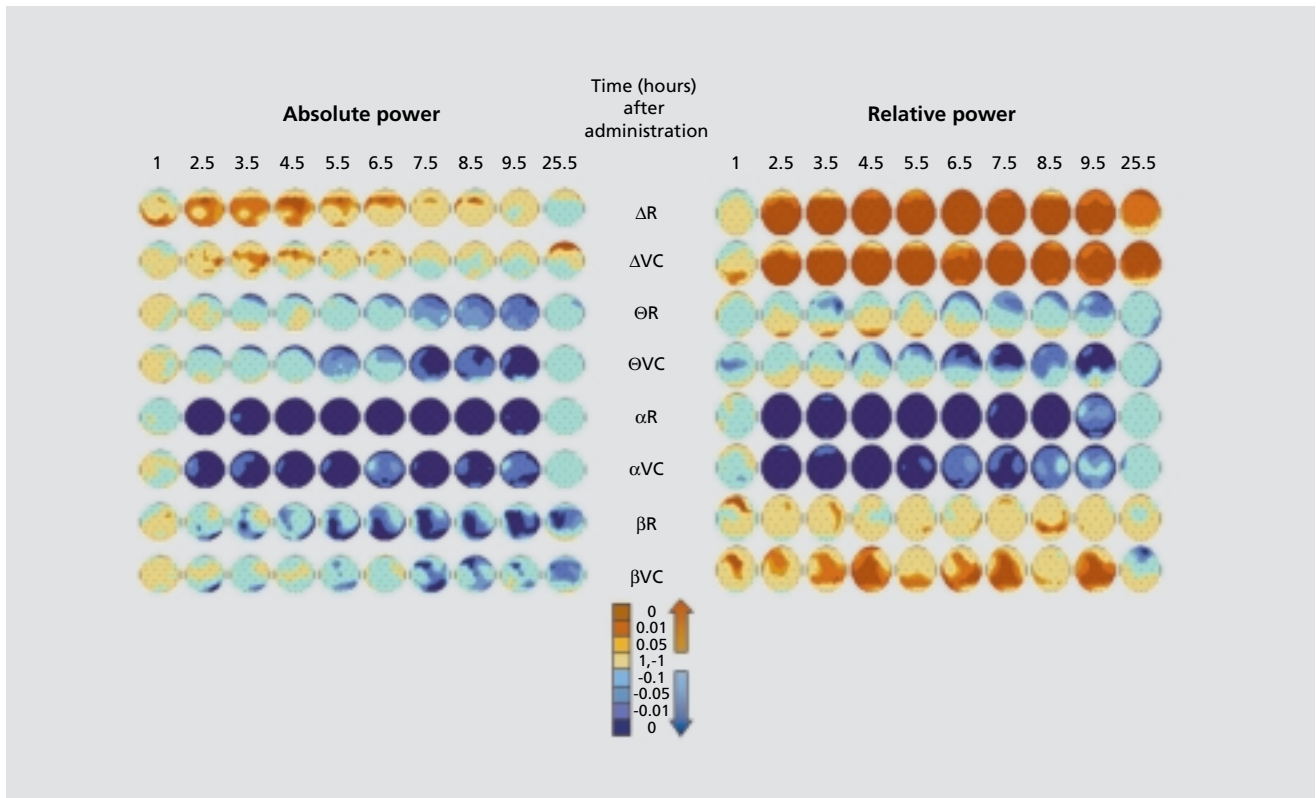 Time (hours)
after
administration
Absolute power
Relative power
1 2.5 3.5 4.5 5.5 6.5 7.5 8.5 9.5 25.5
1 2.5 3.5 4.5 5.5 6.5 7.5 8.5 9.5 25.5
ΔR
ΔVC
ΘR
ΘVC
αR
αVC
βR
βVC
0
0.01
0.05
1,-1
-0.1
-0.05
-0.01
0